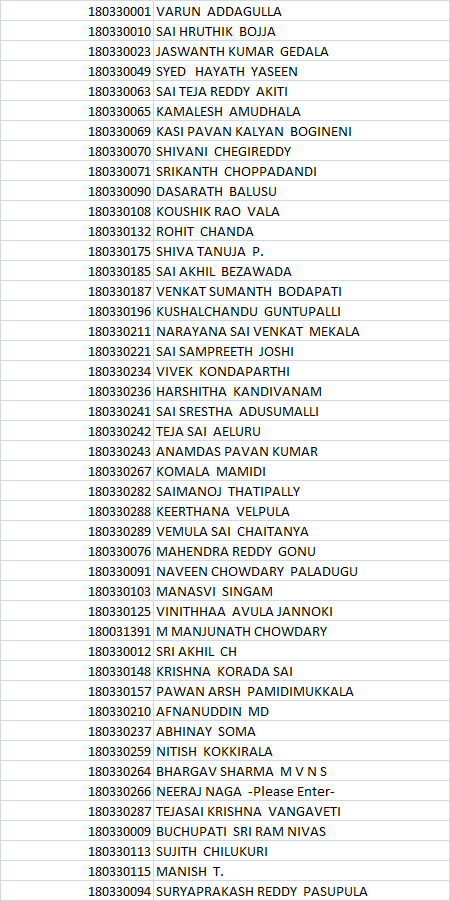 180330001 VARUN ADDAGULLA
180330010 SAI HRUTHIK BOJJA
180330023 JASWANTH KUMAR GEDALA
180330049 SYED HAYATH YASEEN
180330063 SAI TEJA REDDY AKITI
180330065 KAMALESH AMUDHALA
180330069 KASI PAVAN KALYAN BOGINENI
180330070 SHIVANI CHEGIREDDY
180330071 SRIKANTH CHOPPADANDI
180330090 DASARATH BALUSU
180330108 KOUSHIK RAO VALA
180330132 ROHIT CHANDA
180330175 SHIVA TANUJA P.
180330185 SAI AKHIL BEZAWADA
180330187 VENKAT SUMANTH BODAPATI
180330196 KUSHALCHANDU GUNTUPALLI
180330211 NARAYANA SAI VENKAT MEKALA
180330221 SAI SAMPREETH JOSHI
180330234 VIVEK KONDAPARTHI
180330236 HARSHITHA KANDIVANAM
180330241 SAI SRESTHA ADUSUMALLI
180330242 TEJA SAI AELURU
180330243 ANAMDAS PAVAN KUMAR
180330267 KOMALA MAMIDI
180330282 SAIMANOJ THATIPALLY
180330288 KEERTHANA VELPULA
180330289 VEMULA SAI CHAITANYA
180330076 MAHENDRA REDDY GONU
180330091 NAVEEN CHOWDARY PALADUGU
180330103 MANASVI SINGAM
180330125 VINITHHAA AVULA JANNOKI
180031391 M MANJUNATH CHOWDARY
180330012 SRI AKHIL CH
180330148 KRISHNA KORADA SAI
180330157 PAWAN ARSH PAMIDIMUKKALA
180330210 AFNANUDDIN MD
180330237 ABHINAY SOMA
180330259 NITISH KOKKIRALA
180330264 BHARGAV SHARMA M V N S
180330266 NEERAJ NAGA -Please Enter-
180330287 TEJASAI KRISHNA VANGAVETI
180330009 BUCHUPATI SRI RAM NIVAS
180330113 SUJITH CHILUKURI
180330115 MANISH T.
180330094 SURYAPRAKASH REDDY PASUPULA